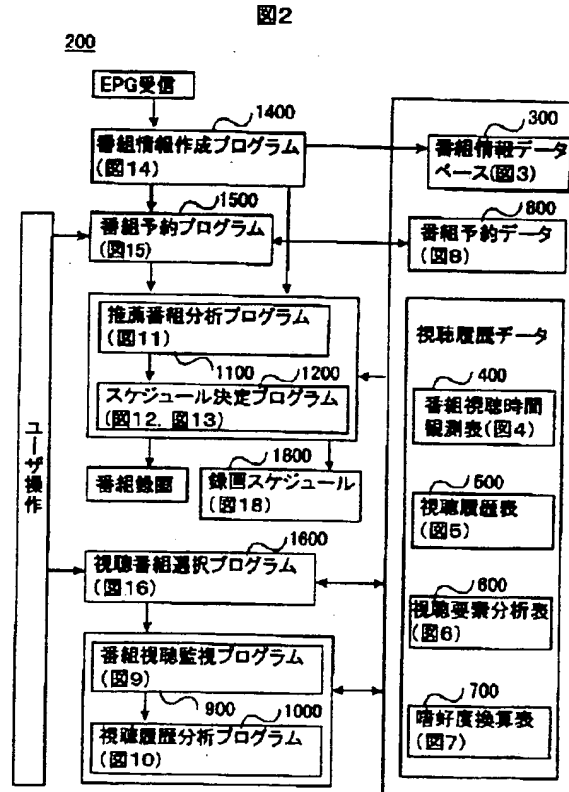 図2
200
EPG受信
1400
番組情報作成プログラム
(図14)
1500
番組予約プログラム
(図15)
推薦番組分析プログラム
(図11)
1100
1200
スケジュール決定プログラム
(図12, 図13)
番組録画
1800
録画スケジュール
(図18)
1600
視聴番組選択プログラム
(図16)
番組視聴監視プログラム
(図9)
900
1000
視聴履歴分析プログラム
(図10)
ユーザ操作
300
番組情報データ
ベース(図3)
800
番組予約データ
(図8)
視聴履歴データ
400
番組視聴時間
観測表(図4)
500
視聴履歴表
(図5)
600
視聴要素分析表
(図6)
700
嗜好度換算表
(図7)